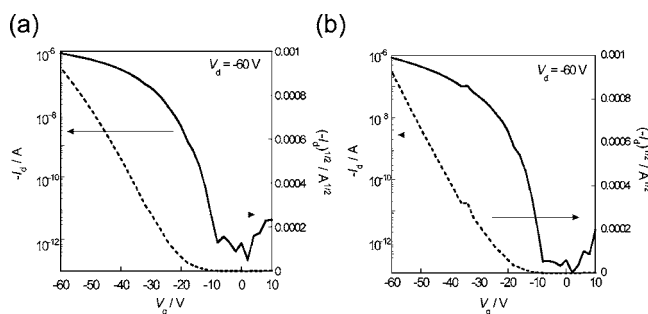 (a)
V_d = -60 V
-I_d / A
10^-6
10^-8
10^-10
10^-12
0.001
0.0008
0.0006
0.0004
0.0002
0
(-I_d)^1/2 / A^1/2
-60 -50 -40 -30 -20 -10 0 10
V_g / V
(b)
V_d = -60 V
-I_d / A
10^-6
10^-8
10^-10
10^-12
0.001
0.0008
0.0006
0.0004
0.0002
0
(-I_d)^1/2 / A^1/2
-60 -50 -40 -30 -20 -10 0 10
V_g / V